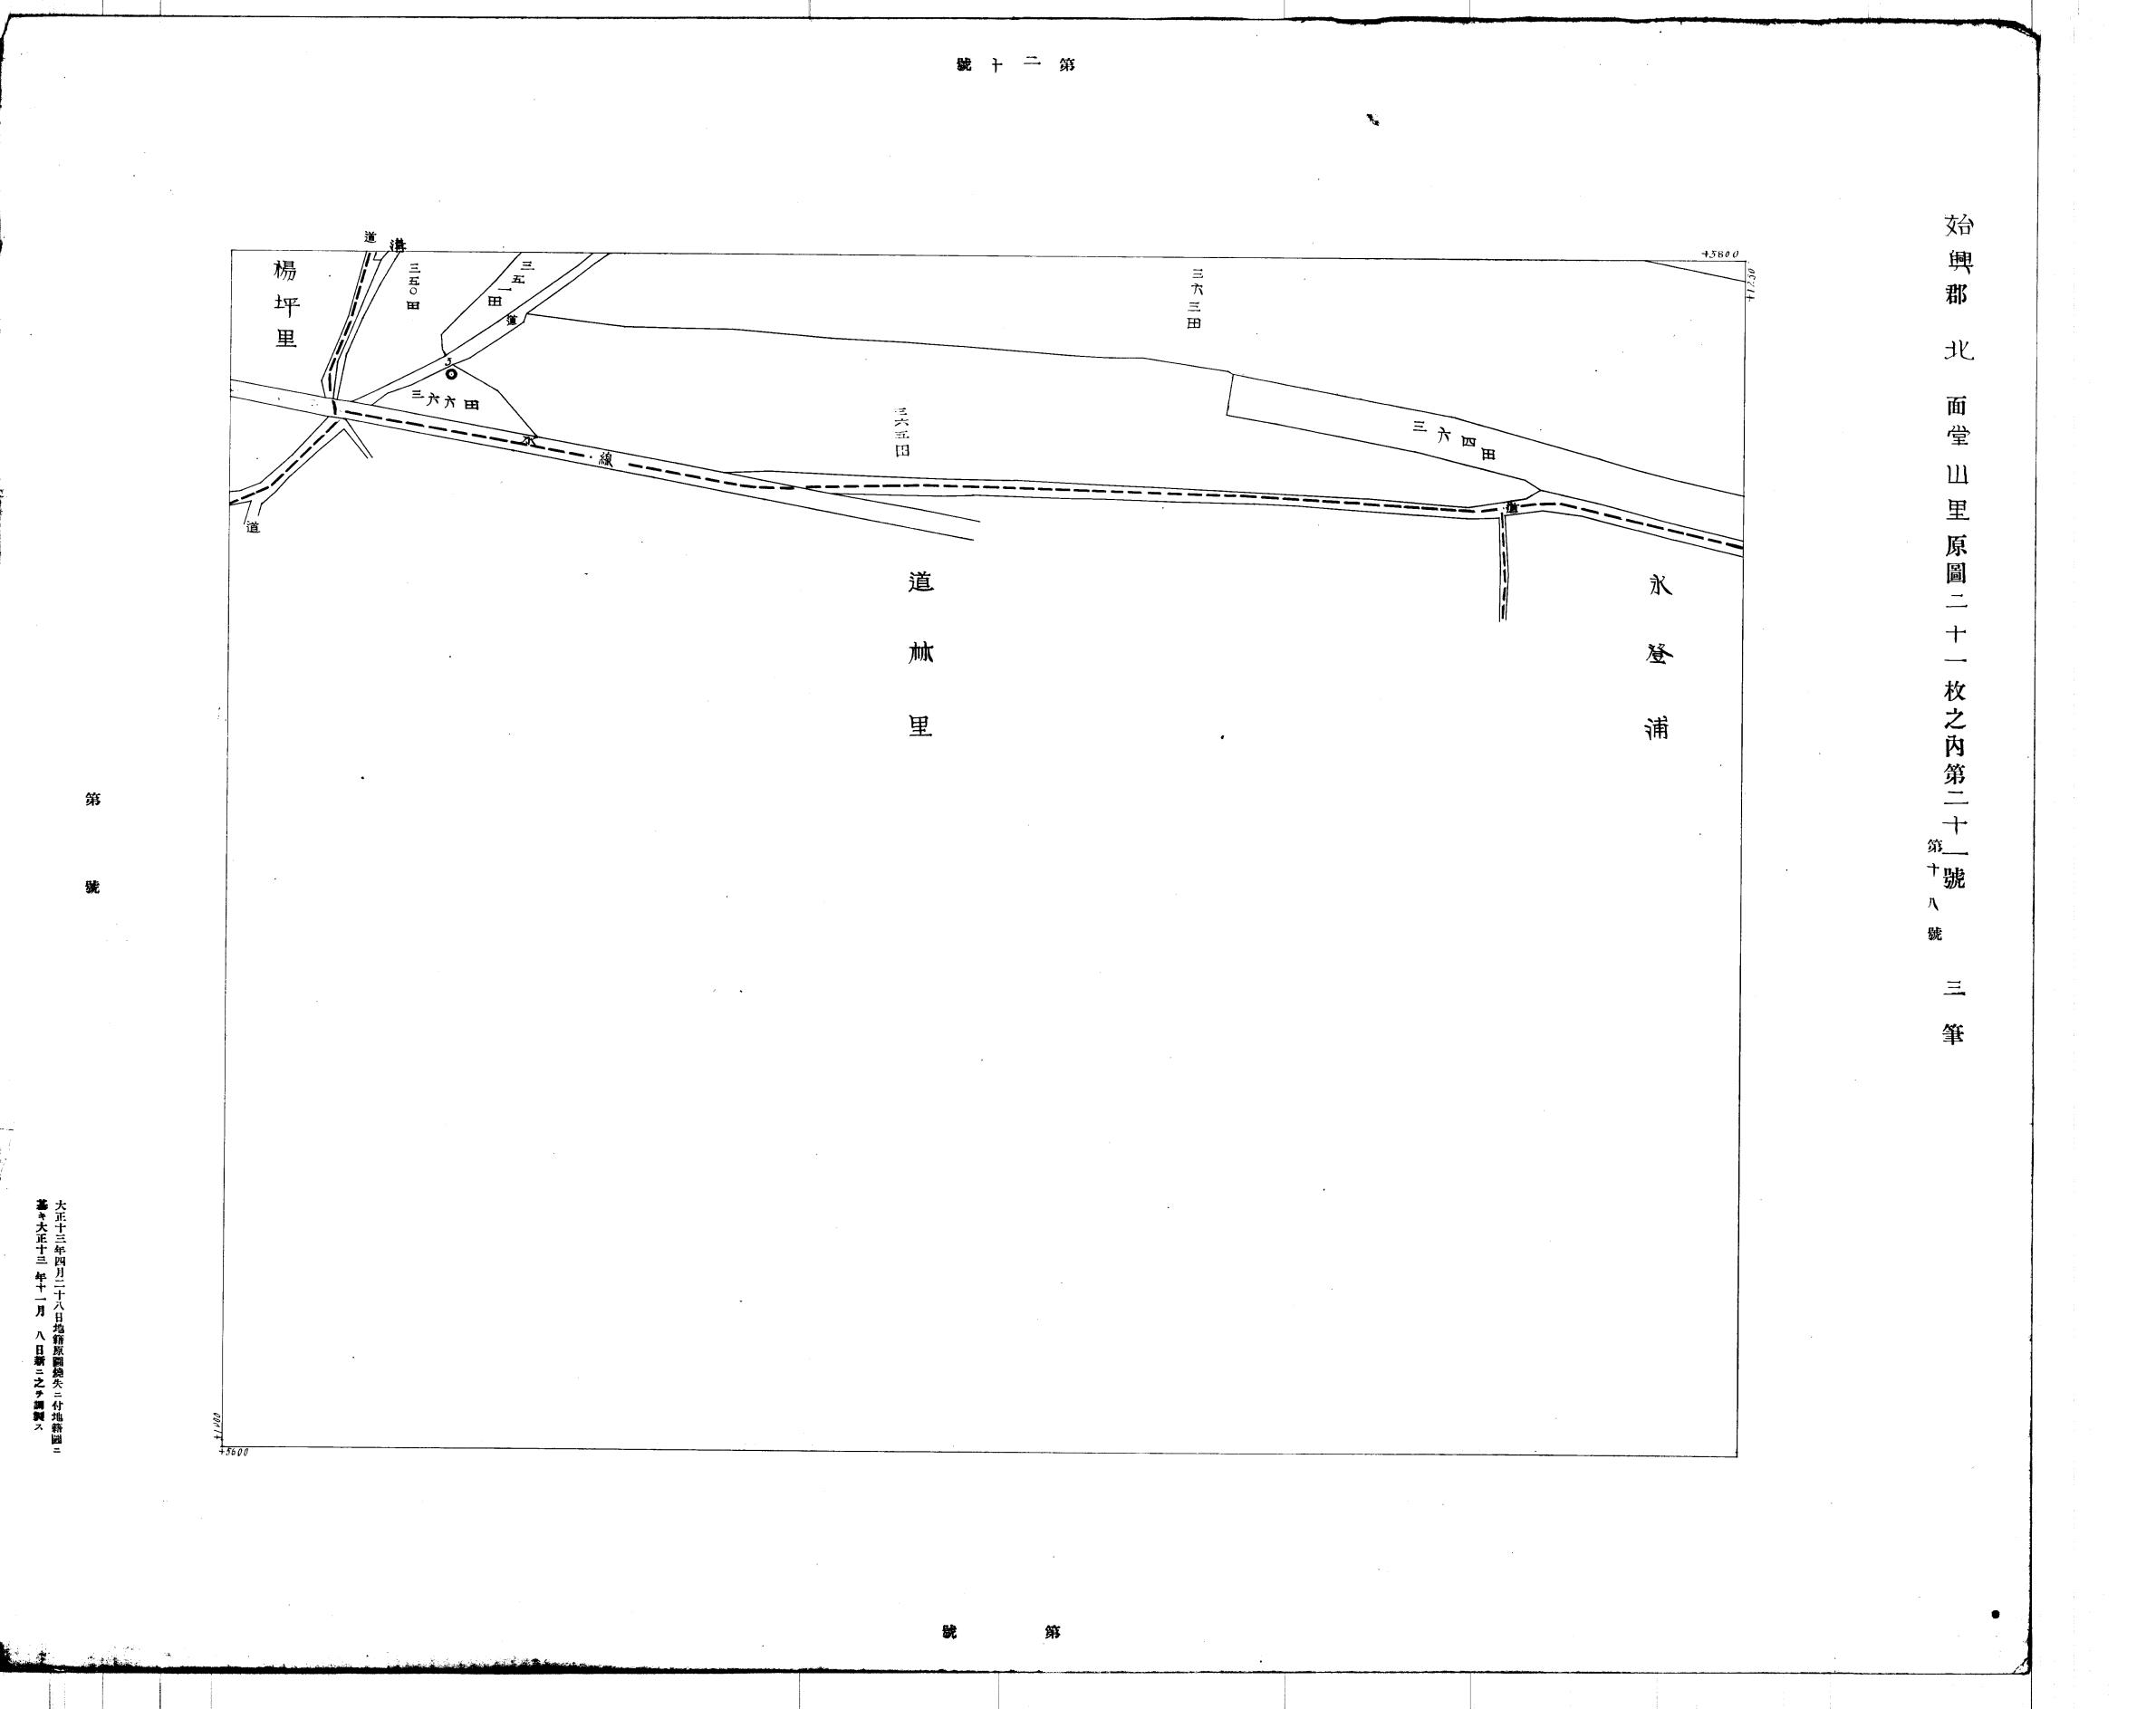 始興郡 北面堂山里原圖二十一枚之內第二十一號 三筆
第十八號
第二十號
+5800
+1250
道
溝
楊坪里
三五〇田
三五一田
道
三六三田
3
三六六田
三六五田
三六四田
水
線
道
道
道林里
永登浦
第 號
+1000
+5600
第 號
大正十三年四月二十八日地籍原圖燒失ニ付地籍圖ニ
基キ大正十三年十一月 八日新ニ之ヲ調製ス